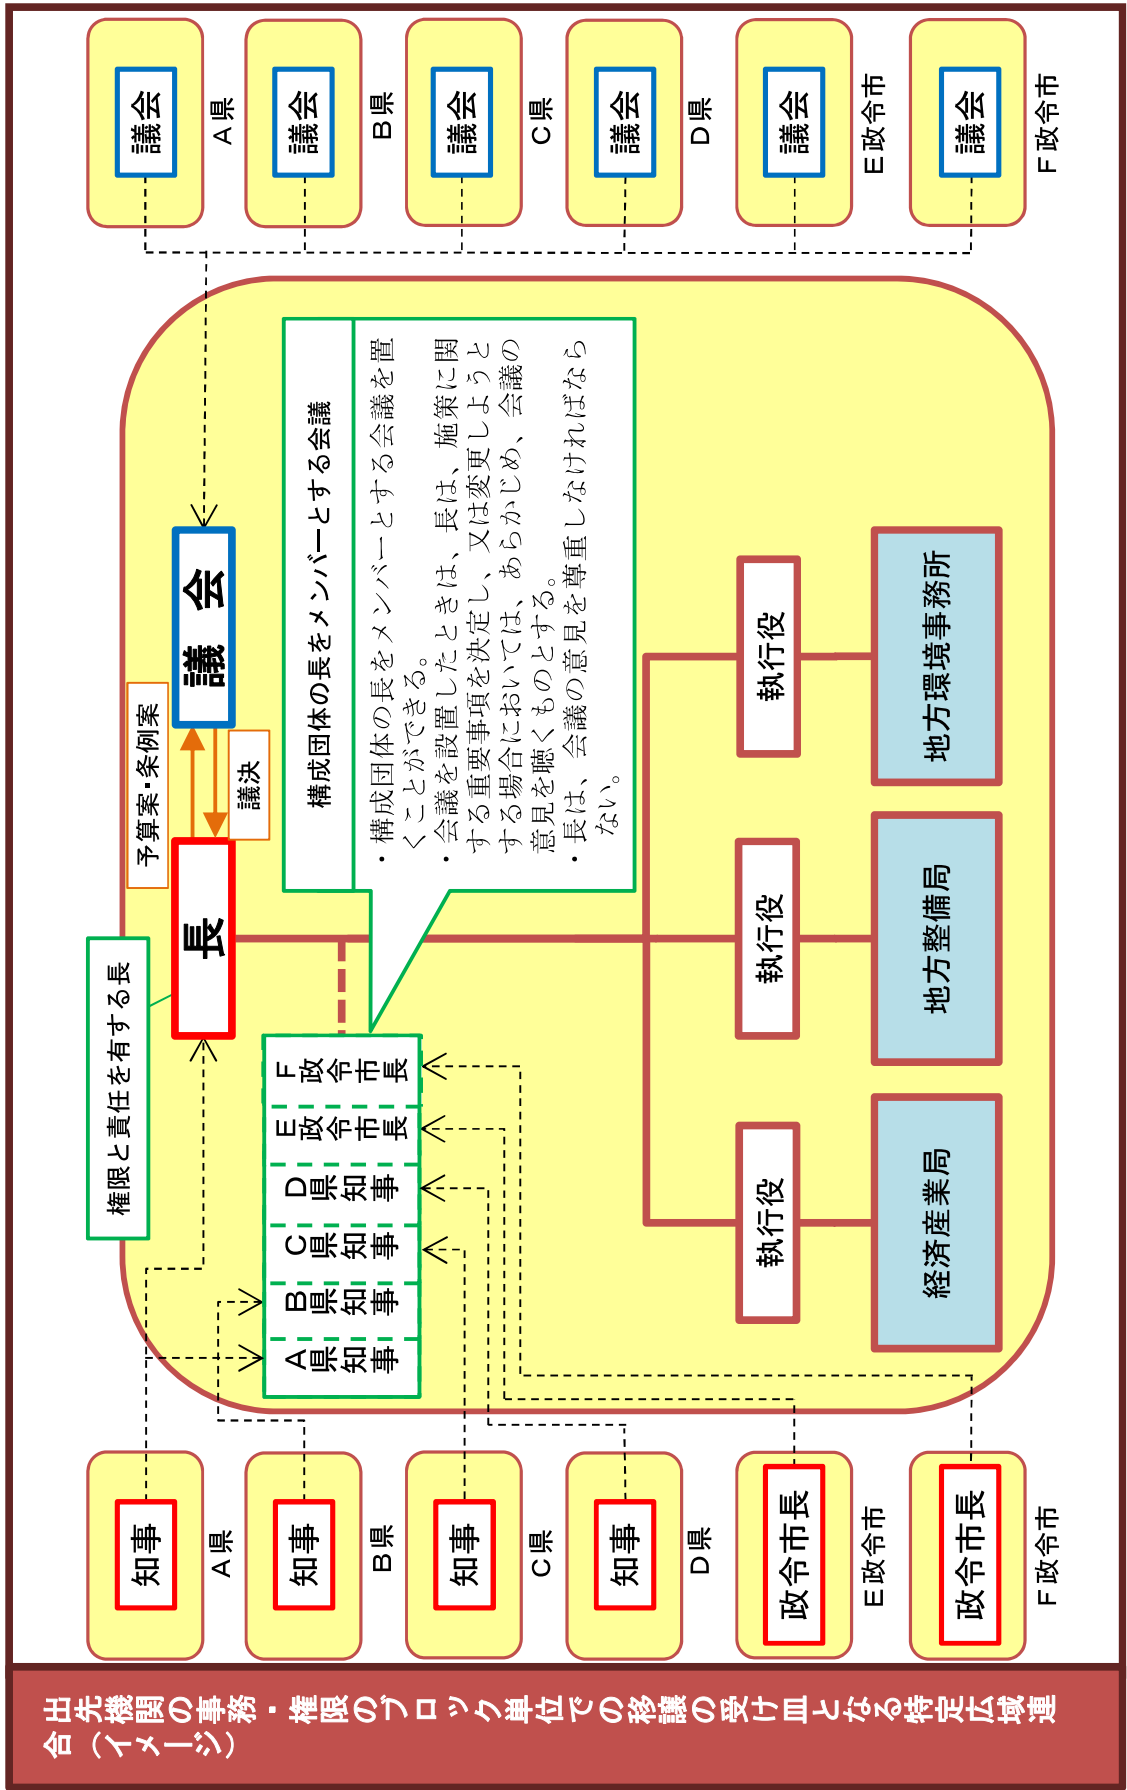 出先機関の事務・権限のブロック単位での移譲の受け皿となる特定広域連
合（イメージ）
知事
A県
知事
B県
知事
C県
知事
D県
政令市長
E政令市
政令市長
F政令市
権限と責任を有する長
長
予算案・条例案
議決
議　会
A県知事
B県知事
C県知事
D県知事
E政令市長
F政令市長
構成団体の長をメンバーとする会議
・構成団体の長をメンバーとする会議を置
くことができる。
・会議を設置したときは、長は、施策に関
する重要事項を決定し、又は変更しようと
する場合においては、あらかじめ、会議の
意見を聴くものとする。
・長は、会議の意見を尊重しなければなら
ない。
執行役
執行役
執行役
経済産業局
地方整備局
地方環境事務所
議会
A県
議会
B県
議会
C県
議会
D県
議会
E政令市
議会
F政令市